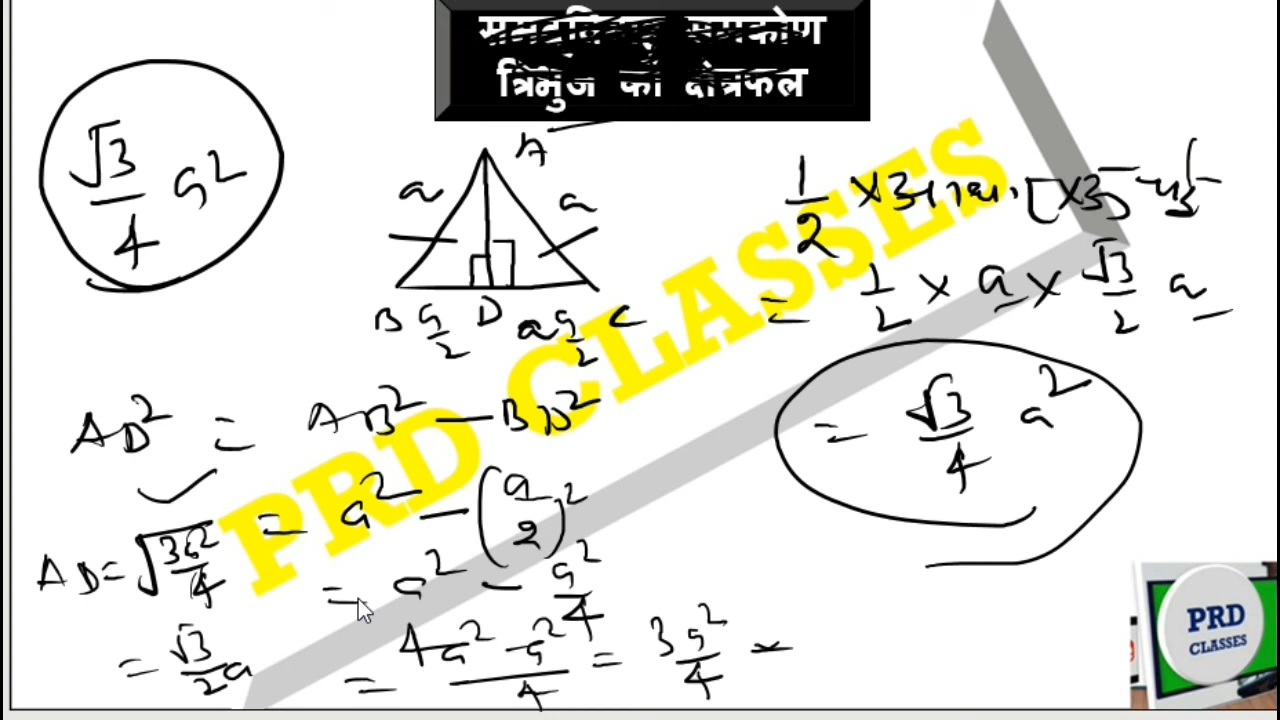 समकोण
त्रिभुज का क्षेत्रफल
√3/4 a²
A
a
a
B a/2 D a a/2 C
1/2 × आधार × ऊँ
= 1/2 × a × √3/2 a
= √3/4 a²
AD² = AB² — BD²
= a² — (a/2)²
AD = √3a²/4
= a² — a²/4
= √3/2 a
= 4a² - a²/4 = 3a²/4
PRD CLASSES
PRD
CLASSES